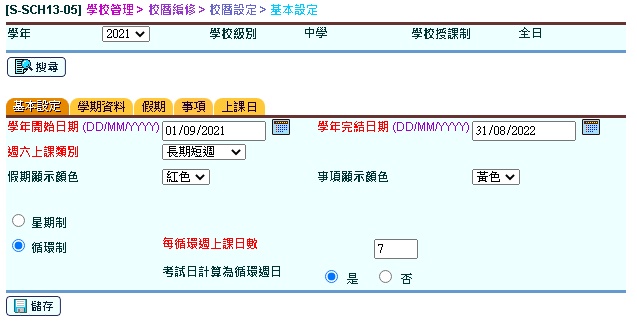 [S-SCH13-05] 學校管理 > 校曆編修 > 校曆設定 > 基本設定
學年 2021 學校級別 中學 學校授課制 全日
搜尋
基本設定 學期資料 假期 事項 上課日
學年開始日期 (DD/MM/YYYY) 01/09/2021 學年完結日期 (DD/MM/YYYY) 31/08/2022
週六上課類別 長期短週
假期顯示顏色 紅色 事項顯示顏色 黃色
星期制
循環制 每循環週上課日數 7
考試日計算為循環週日 是 否
儲存